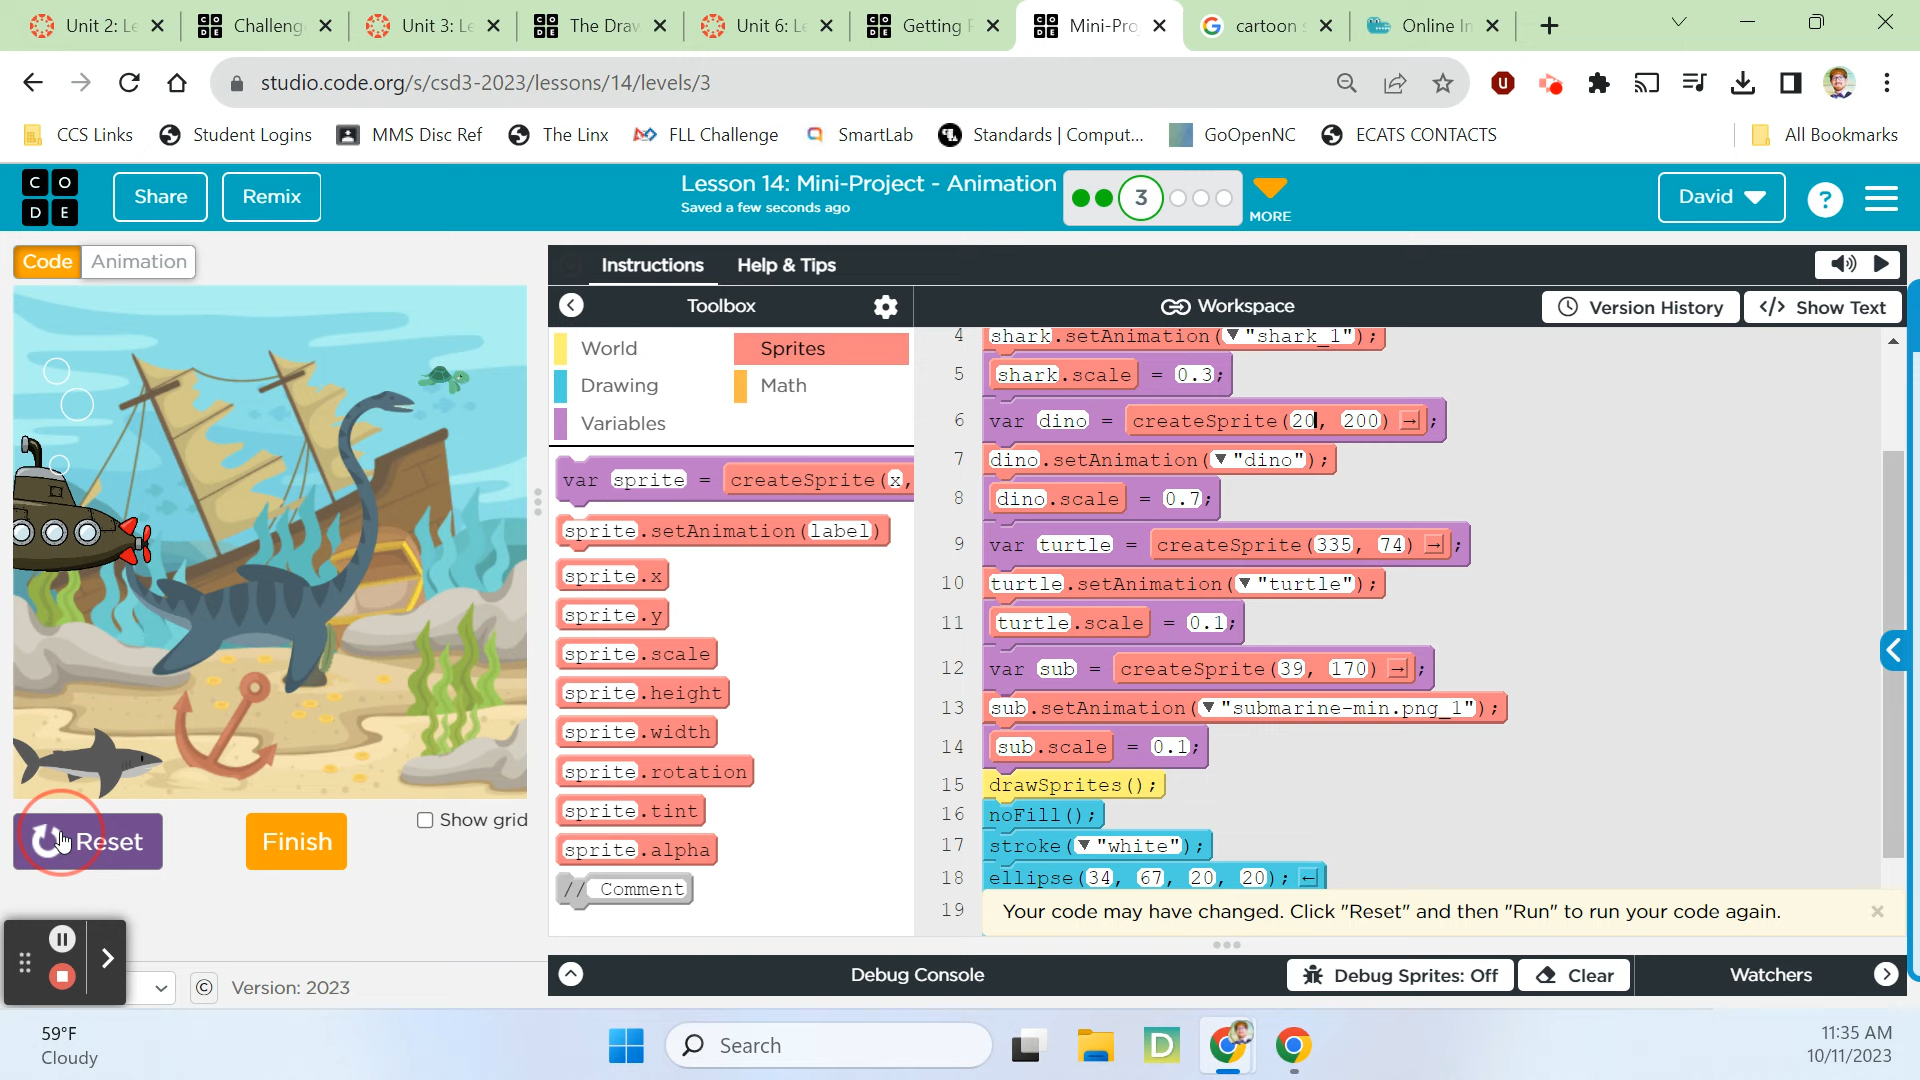 Unit 2: Le
Challeng
Unit 3: Le
The Draw
Unit 6: Le
Getting P
Mini-Pro
cartoon s
Online In
studio.code.org/s/csd3-2023/lessons/14/levels/3
CCS Links
Student Logins
MMS Disc Ref
The Linx
FLL Challenge
SmartLab
Standards | Comput...
GoOpenNC
ECATS CONTACTS
All Bookmarks
C O
D E
Share
Remix
Lesson 14: Mini-Project - Animation
Saved a few seconds ago
3
MORE
David
?
Code
Animation
Instructions
Help & Tips
Toolbox
Workspace
Version History
</> Show Text
World
Sprites
Drawing
Math
Variables
var sprite = createSprite(x,
sprite.setAnimation(label)
sprite.x
sprite.y
sprite.scale
sprite.height
sprite.width
sprite.rotation
sprite.tint
sprite.alpha
// Comment
4 shark.setAnimation(▼"shark_1");
5 shark.scale = 0.3;
6 var dino = createSprite(20, 200) →;
7 dino.setAnimation(▼"dino");
8 dino.scale = 0.7;
9 var turtle = createSprite(335, 74) →;
10 turtle.setAnimation(▼"turtle");
11 turtle.scale = 0.1;
12 var sub = createSprite(39, 170) →;
13 sub.setAnimation(▼"submarine-min.png_1");
14 sub.scale = 0.1;
15 drawSprites();
16 noFill();
17 stroke(▼"white");
18 ellipse(34, 67, 20, 20); ←
19
Your code may have changed. Click "Reset" and then "Run" to run your code again.
Reset
Finish
Show grid
© Version: 2023
Debug Console
Debug Sprites: Off
Clear
Watchers
59°F
Cloudy
Search
D
11:35 AM
10/11/2023